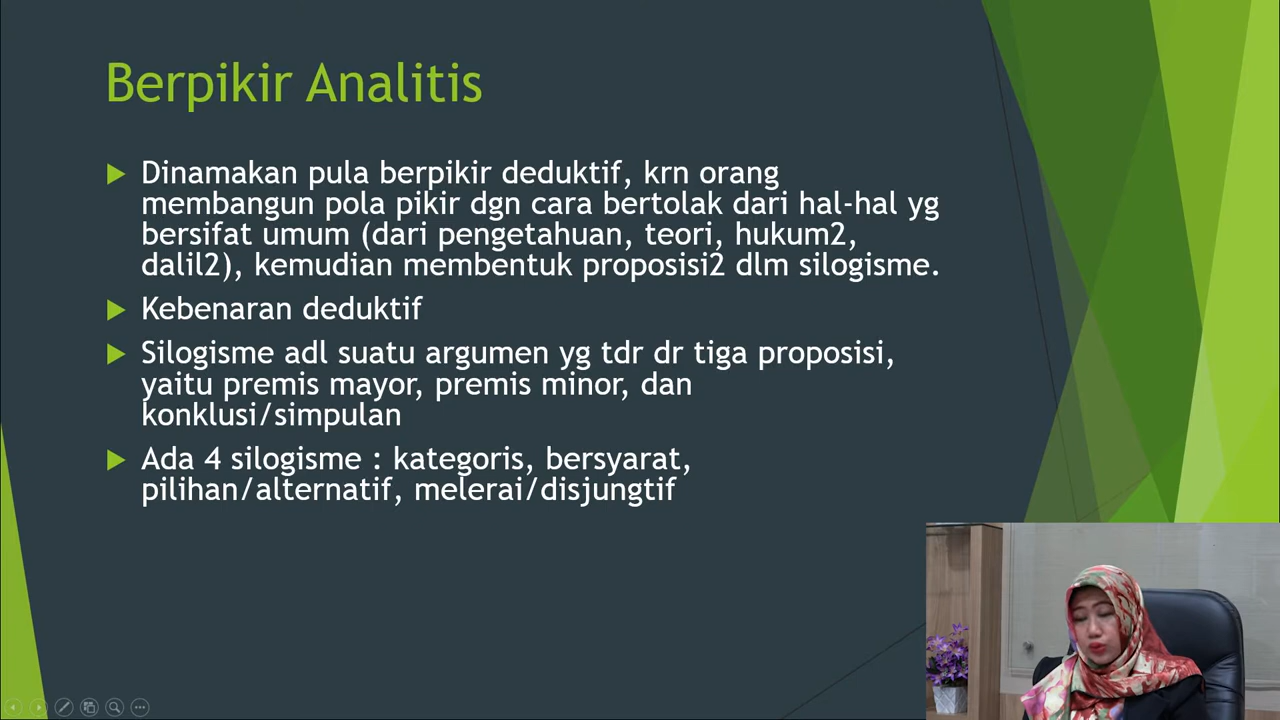 Berpikir Analitis
Dinamakan pula berpikir deduktif, krn orang
membangun pola pikir dgn cara bertolak dari hal-hal yg
bersifat umum (dari pengetahuan, teori, hukum2,
dalil2), kemudian membentuk proposisi2 dlm silogisme.
Kebenaran deduktif
Silogisme adl suatu argumen yg tdr dr tiga proposisi,
yaitu premis mayor, premis minor, dan
konklusi/simpulan
Ada 4 silogisme : kategoris, bersyarat,
pilihan/alternatif, melerai/disjungtif